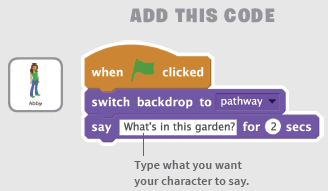 ADD THIS CODE
when clicked
switch backdrop to pathway
Abby
say What's in this garden? for 2 secs
Type what you want
your character to say.